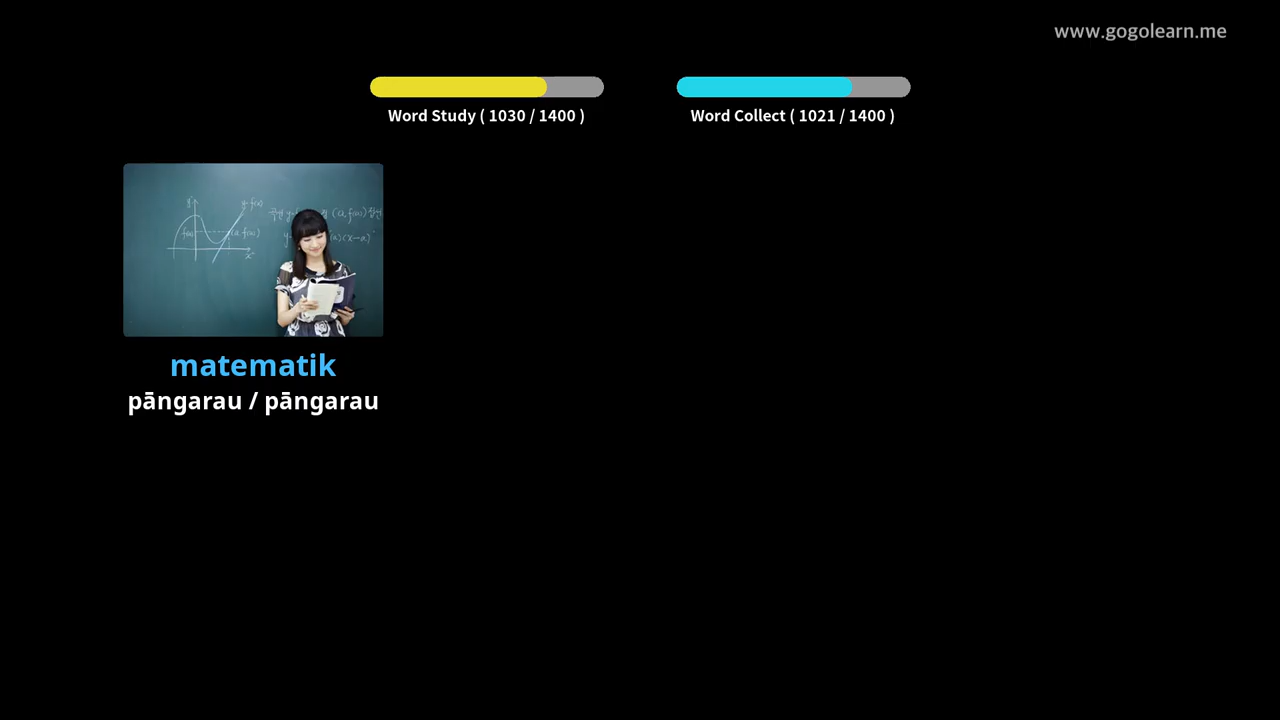 www.gogolearn.me
Word Study ( 1030 / 1400 )
Word Collect ( 1021 / 1400 )
matematik
pāngarau / pāngarau